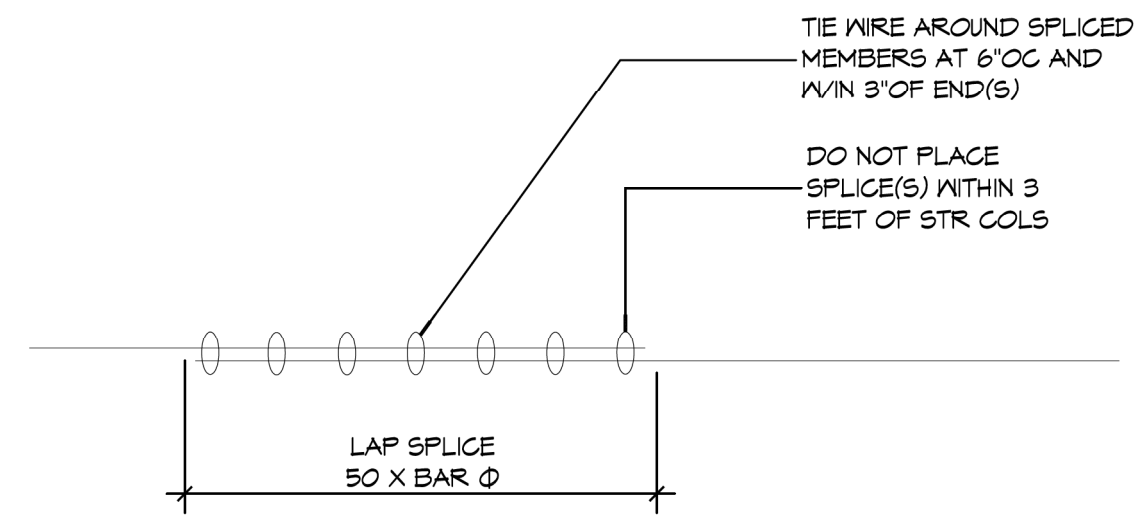 TIE WIRE AROUND SPLICED
MEMBERS AT 6"OC AND
W/IN 3"OF END(S)
DO NOT PLACE
SPLICE(S) WITHIN 3
FEET OF STR COLS
LAP SPLICE
50 X BAR Φ